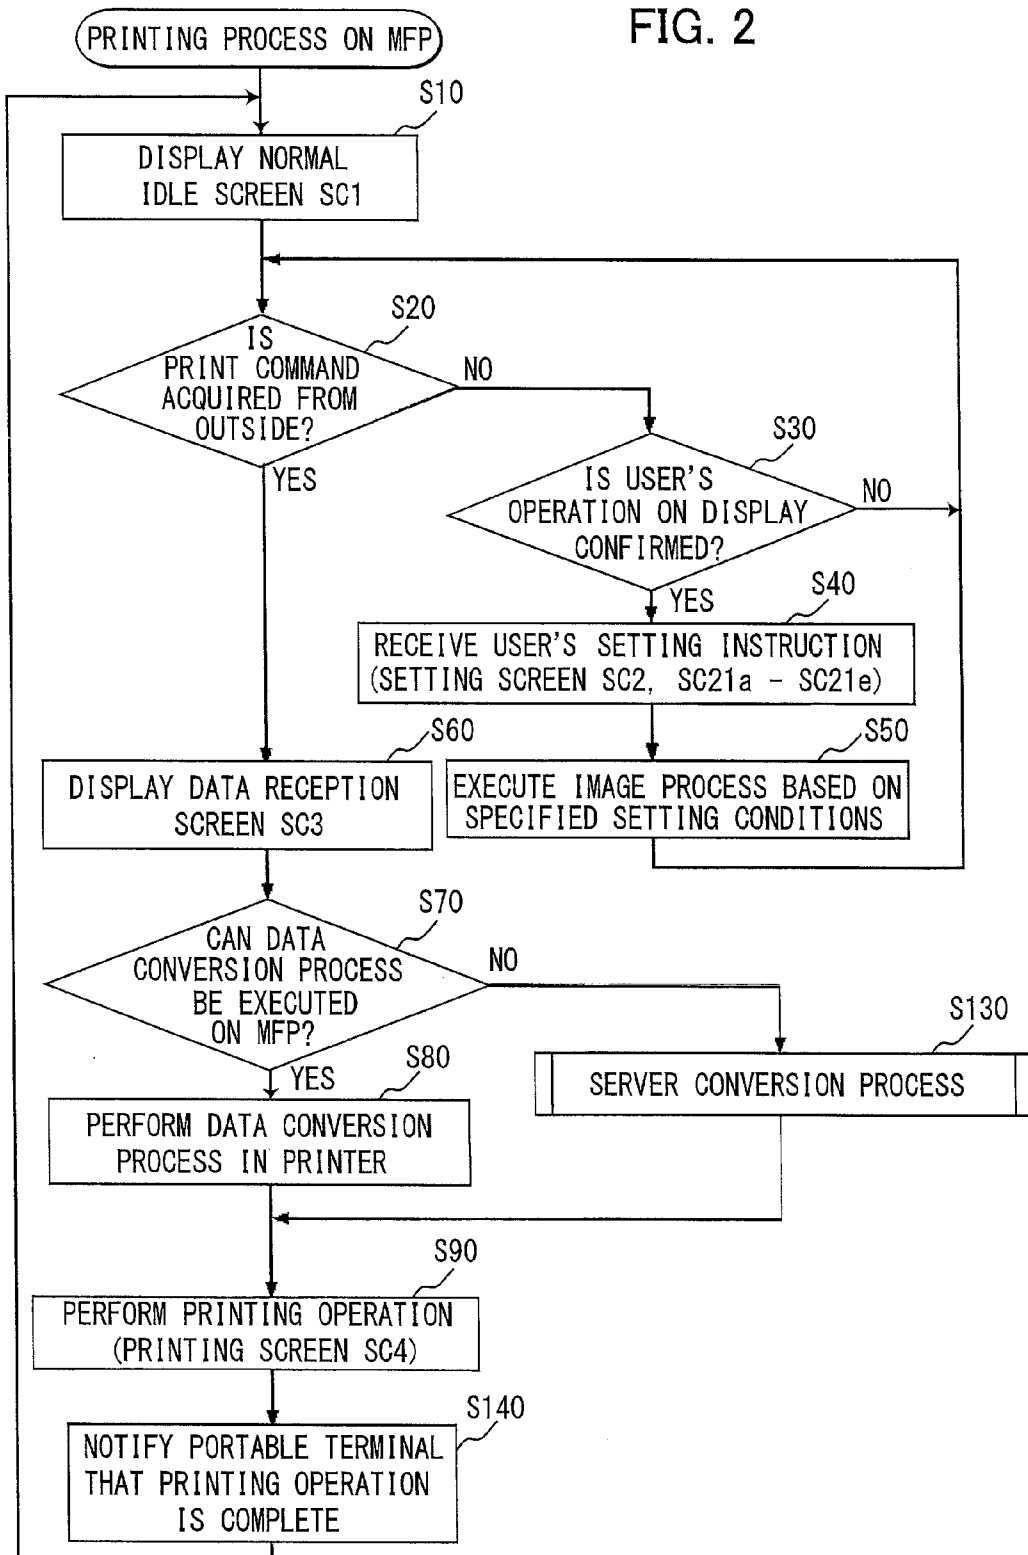 FIG. 2
PRINTING PROCESS ON MFP
S10
DISPLAY NORMAL
IDLE SCREEN SC1
S20
IS
PRINT COMMAND
ACQUIRED FROM
OUTSIDE?
NO
YES
S30
IS USER'S
OPERATION ON DISPLAY
CONFIRMED?
NO
YES
S40
RECEIVE USER'S SETTING INSTRUCTION
(SETTING SCREEN SC2, SC21a - SC21e)
S50
EXECUTE IMAGE PROCESS BASED ON
SPECIFIED SETTING CONDITIONS
S60
DISPLAY DATA RECEPTION
SCREEN SC3
S70
CAN DATA
CONVERSION PROCESS
BE EXECUTED
ON MFP?
NO
YES
S130
SERVER CONVERSION PROCESS
S80
PERFORM DATA CONVERSION
PROCESS IN PRINTER
S90
PERFORM PRINTING OPERATION
(PRINTING SCREEN SC4)
S140
NOTIFY PORTABLE TERMINAL
THAT PRINTING OPERATION
IS COMPLETE